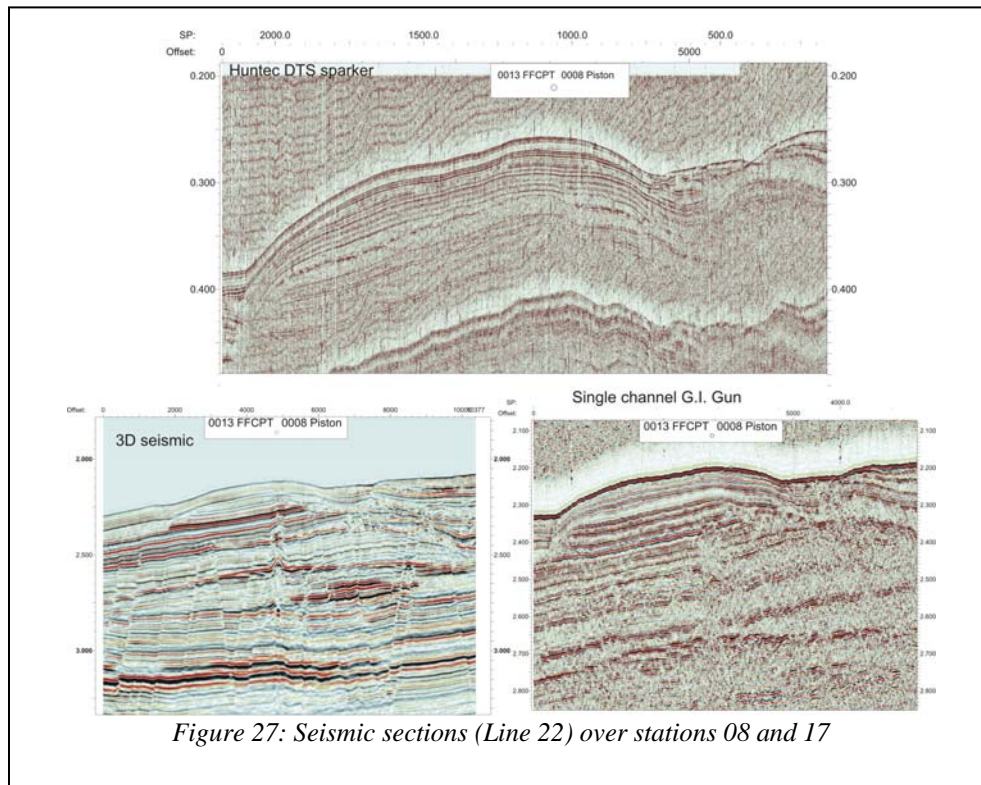 SP: 2000.0 1500.0 1000.0 500.0
Offset: 0 5000
Huntec DTS sparker
0013 FFCPT 0008 Piston
0.200 0.200
0.300 0.300
0.400 0.400
Offset: 0 2000 4000 6000 8000
0013 FFCPT 0008 Piston
3D seismic
2.000 2.000
2.500 2.500
3.000 3.000
Single channel G.I. Gun
SP: 4000.0
Offset: 0 5000
0013 FFCPT 0008 Piston
2.100 2.100
2.200 2.200
2.300 2.300
2.400 2.400
2.500 2.500
2.600 2.600
2.700 2.700
2.800 2.800
Figure 27: Seismic sections (Line 22) over stations 08 and 17